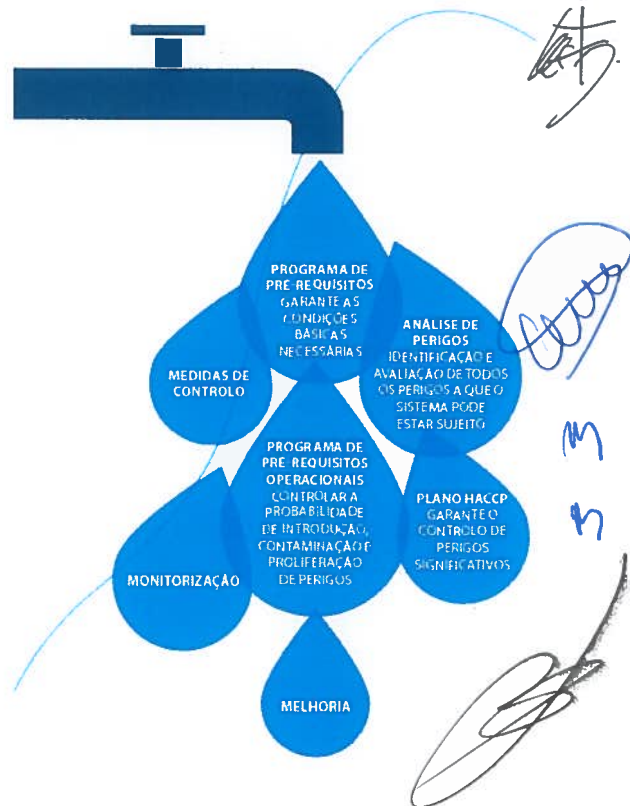 PROGRAMA DE
PRÉ-REQUISITOS
GARANTE AS
CONDIÇÕES
BÁSICAS
NECESSÁRIAS
ANÁLISE DE
PERIGOS
IDENTIFICAÇÃO E
AVALIAÇÃO DE TODOS
OS PERIGOS A QUE O
SISTEMA PODE
ESTAR SUJEITO
MEDIDAS DE
CONTROLO
PROGRAMA DE
PRÉ-REQUISITOS
OPERACIONAIS
CONTROLAR A
PROBABILIDADE
DE INTRODUÇÃO,
CONTAMINAÇÃO E
PROLIFERAÇÃO
DE PERIGOS
PLANO HACCP
GARANTE O
CONTROLO DE
PERIGOS
SIGNIFICATIVOS
MONITORIZAÇÃO
MELHORIA